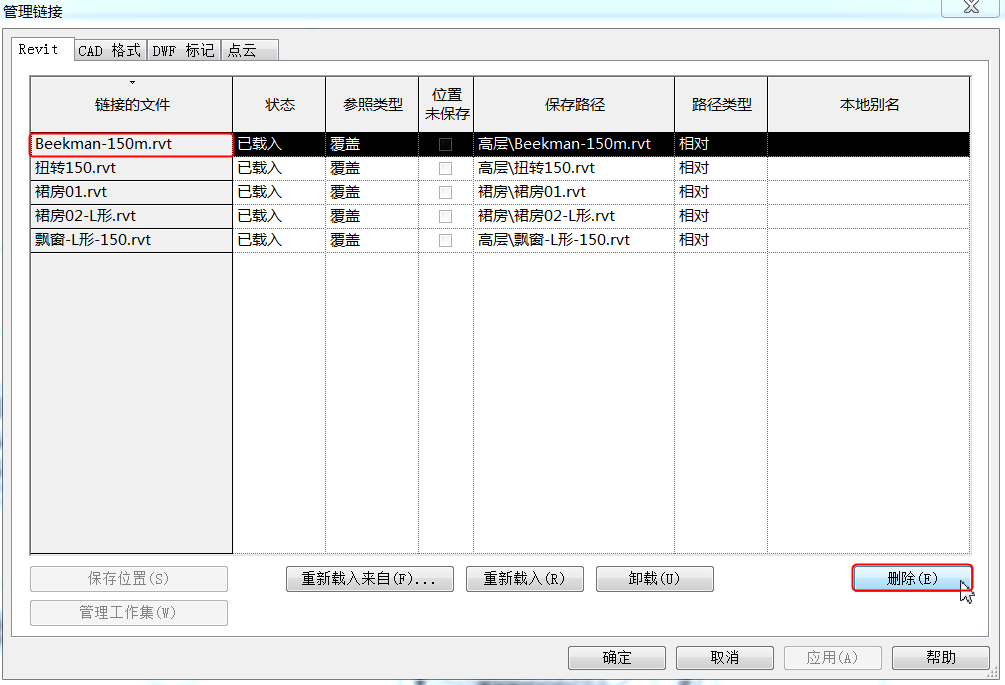 管理链接
Revit CAD 格式 DWF 标记 点云
链接的文件 状态 参照类型 位置未保存 保存路径 路径类型 本地别名
Beekman-150m.rvt 已载入 覆盖 高层\Beekman-150m.rvt 相对
扭转150.rvt 已载入 覆盖 高层\扭转150.rvt 相对
裙房01.rvt 已载入 覆盖 裙房\裙房01.rvt 相对
裙房02-L形.rvt 已载入 覆盖 裙房\裙房02-L形.rvt 相对
飘窗-L形-150.rvt 已载入 覆盖 高层\飘窗-L形-150.rvt 相对
保存位置(S) 重新载入来自(F)... 重新载入(R) 卸载(U) 删除(E)
管理工作集(W)
确定 取消 应用(A) 帮助